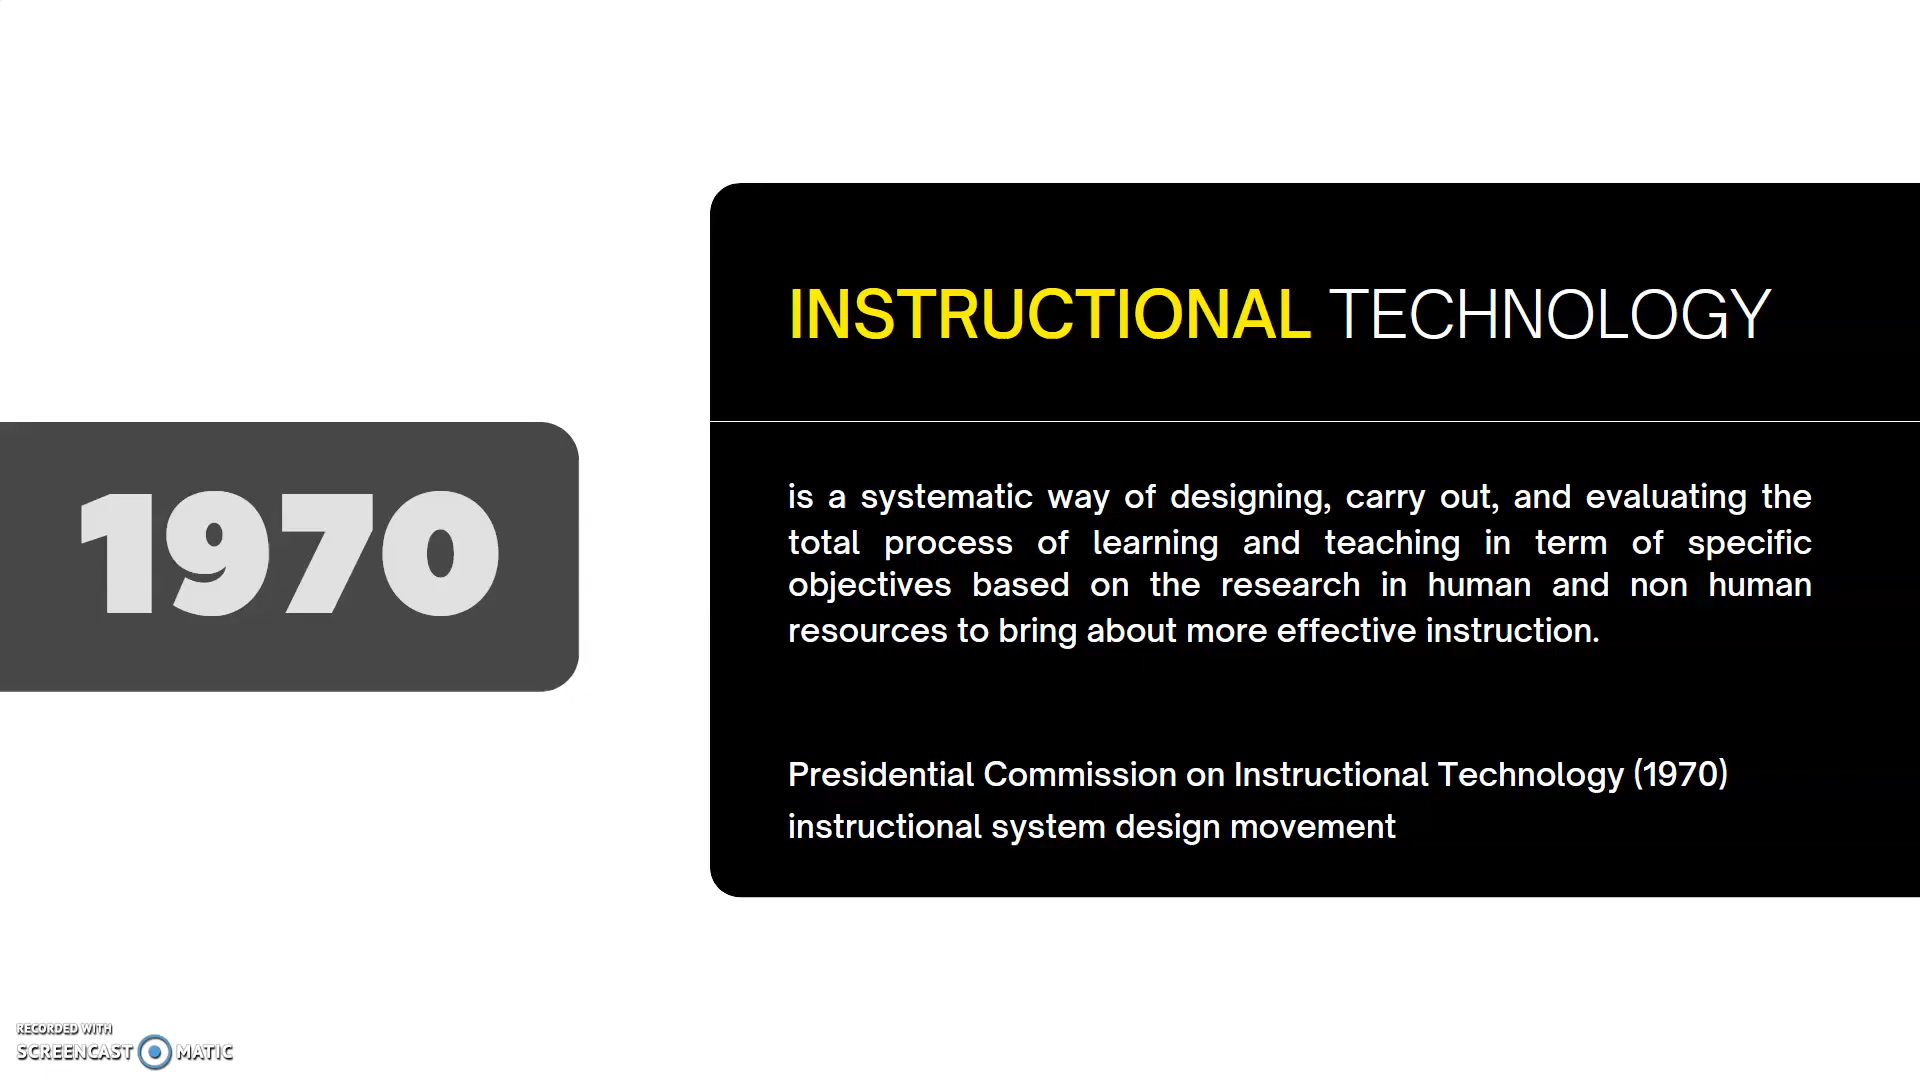 INSTRUCTIONAL TECHNOLOGY
1970
is a systematic way of designing, carry out, and evaluating the
total process of learning and teaching in term of specific
objectives based on the research in human and non human
resources to bring about more effective instruction.
Presidential Commission on Instructional Technology (1970)
instructional system design movement
RECORDED WITH
SCREENCAST MATIC